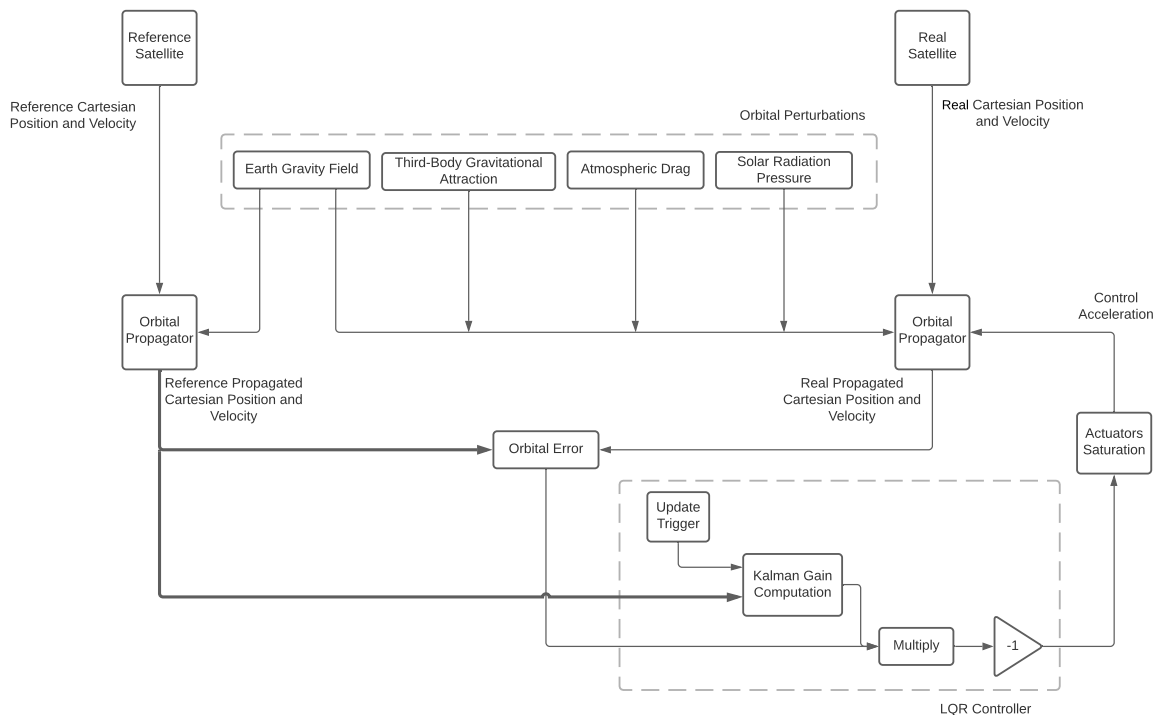 Reference
Satellite
Real
Satellite
Reference Cartesian
Position and Velocity
Real Cartesian Position
and Velocity
Orbital Perturbations
Earth Gravity Field
Third-Body Gravitational
Attraction
Atmospheric Drag
Solar Radiation
Pressure
Orbital
Propagator
Orbital
Propagator
Control
Acceleration
Reference Propagated
Cartesian Position and
Velocity
Real Propagated
Cartesian Position and
Velocity
Orbital Error
Actuators
Saturation
Update
Trigger
Kalman Gain
Computation
Multiply
-1
LQR Controller